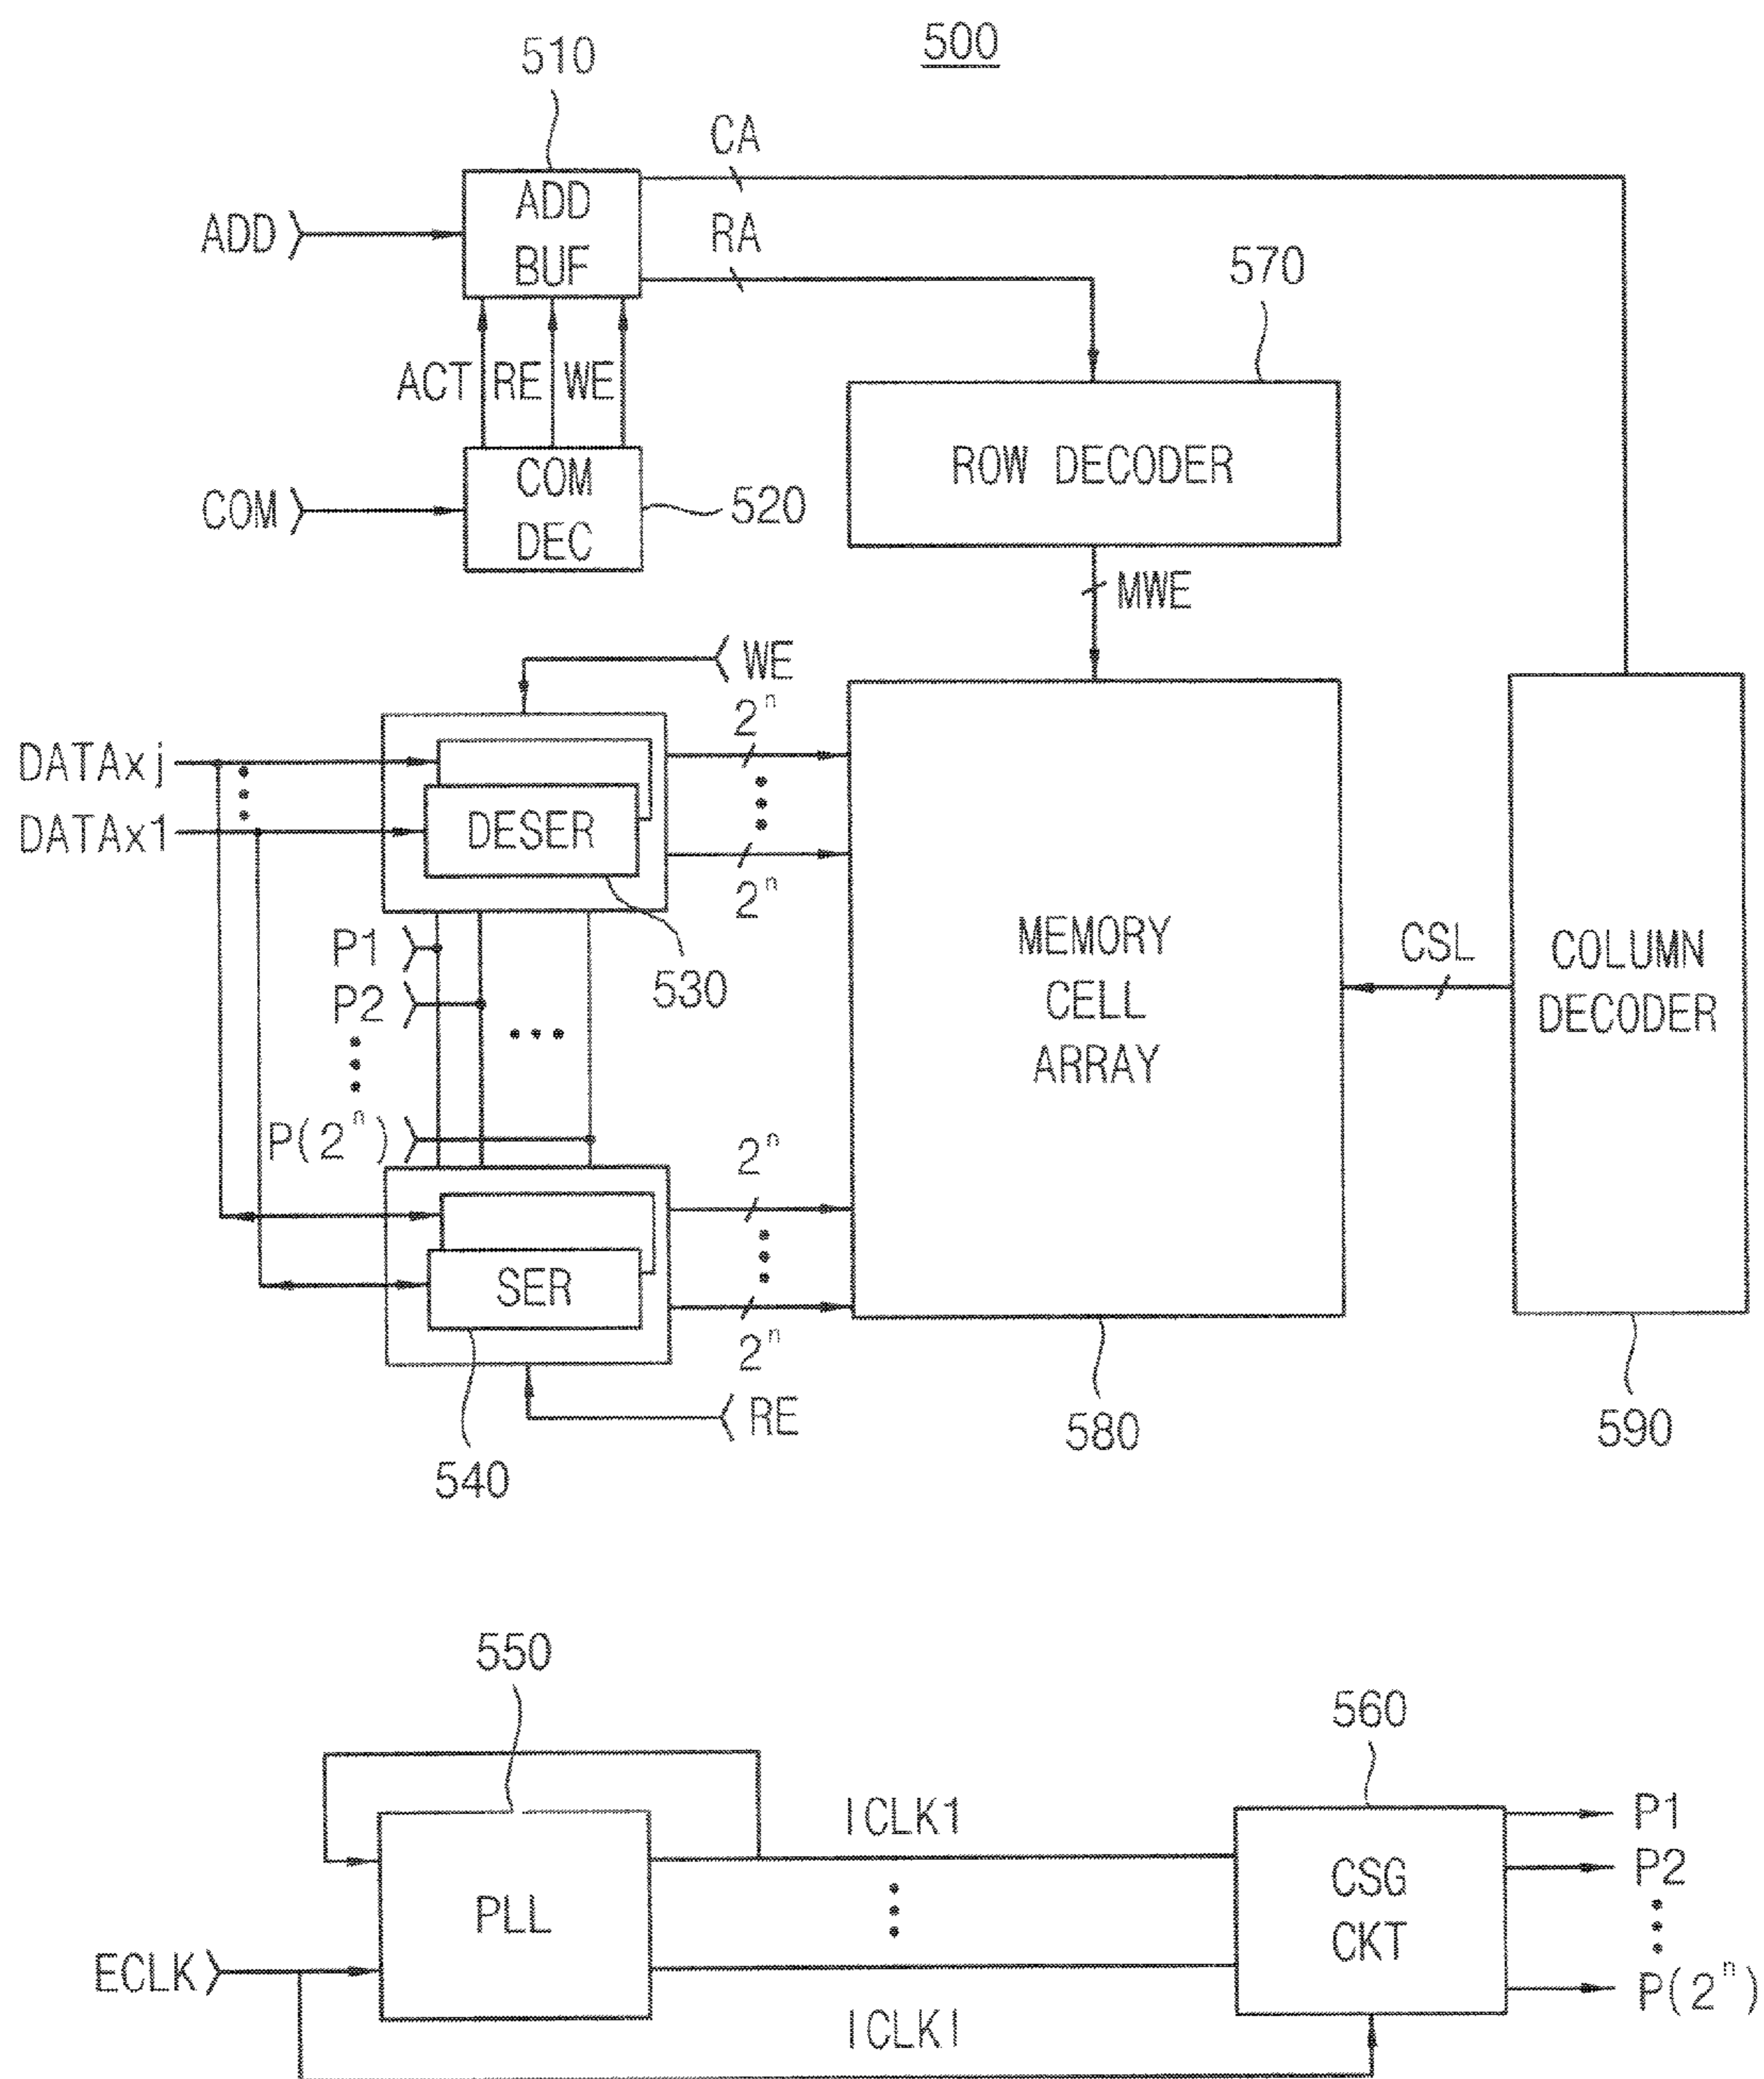 500
510
CA
ADD
ADD
BUF
RA
570
ACT RE WE
ROW DECODER
COM
COM
DEC
520
MWE
WE
2ⁿ
DATAxj
DATAx1
DESER
2ⁿ
P1
530
P2
P(2ⁿ)
MEMORY
CELL
ARRAY
CSL
COLUMN
DECODER
2ⁿ
SER
2ⁿ
RE
540
580
590
550
560
ICLK1
P1
P2
PLL
CSG
CKT
ECLK
P(2ⁿ)
ICLKI